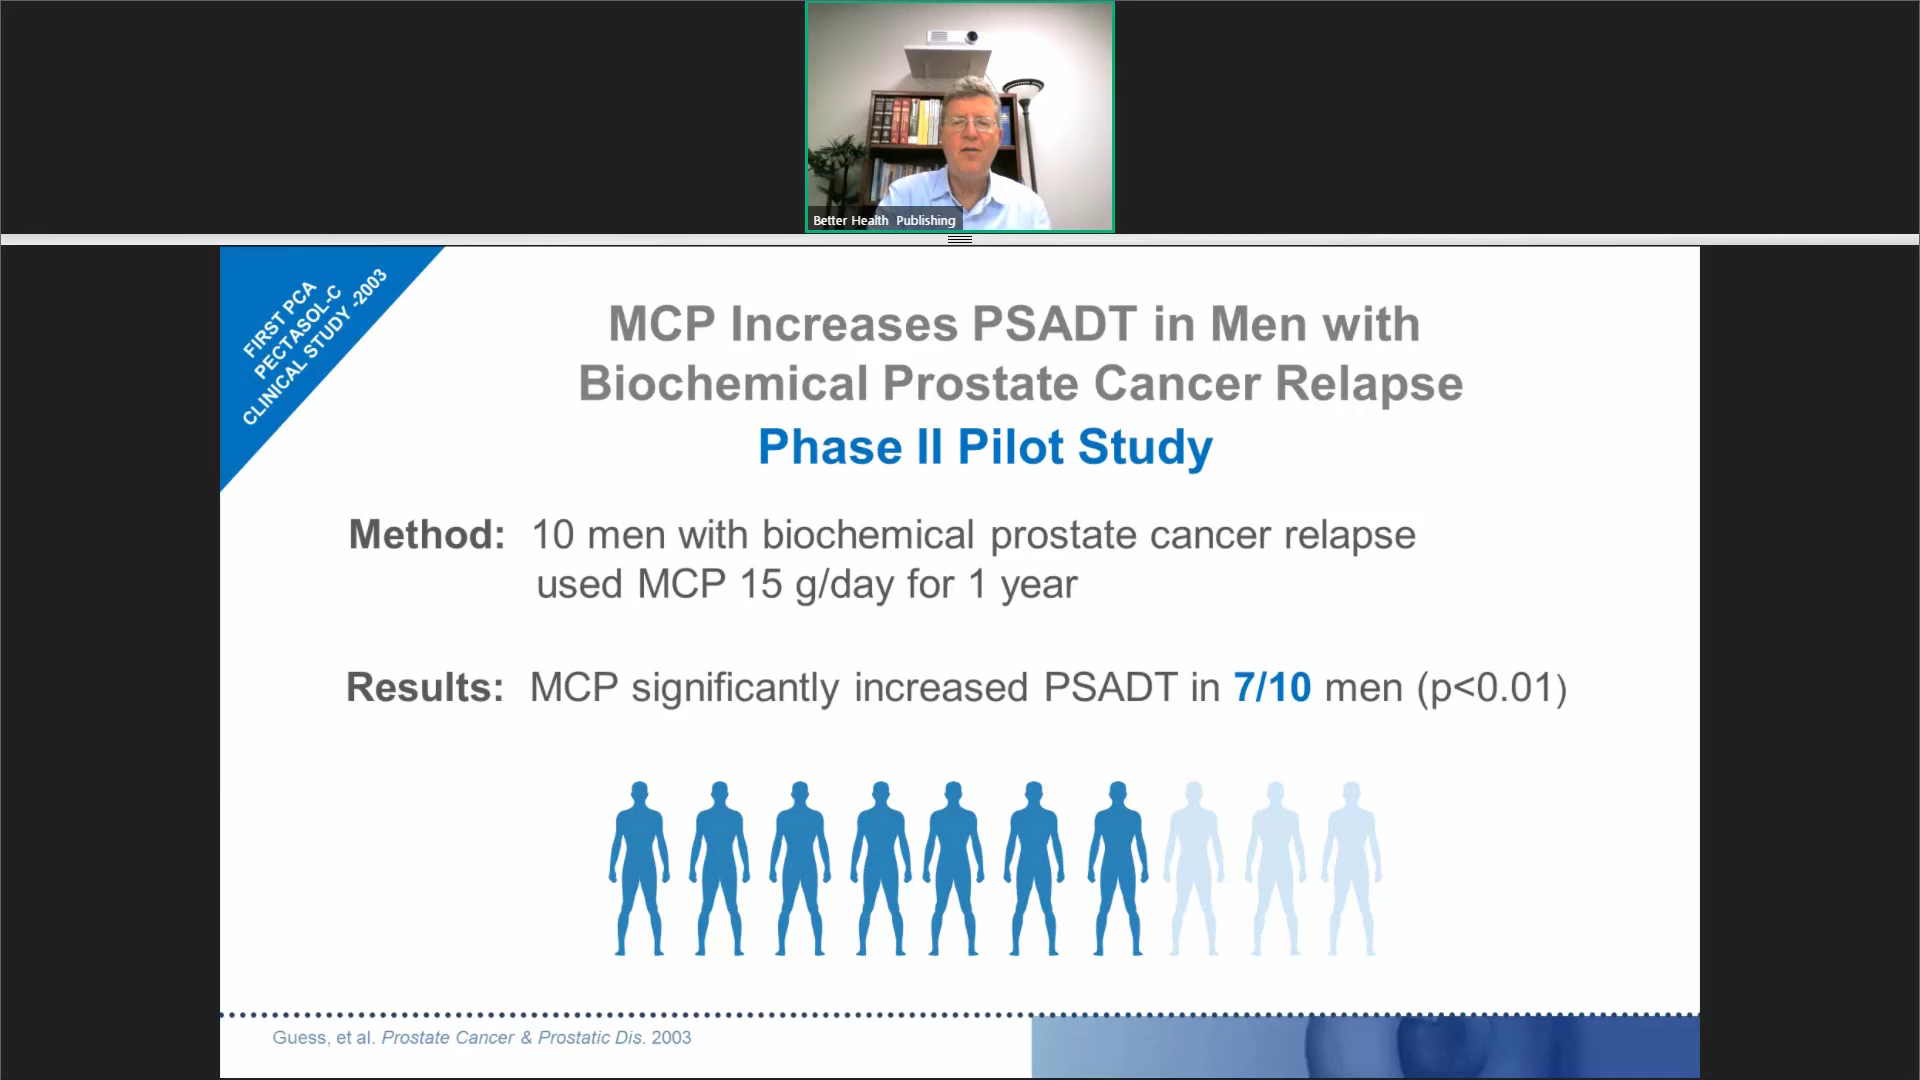 Better Health Publishing
FIRST PCA
PECTASOL-C
CLINICAL STUDY -2003
MCP Increases PSADT in Men with
Biochemical Prostate Cancer Relapse
Phase II Pilot Study
Method: 10 men with biochemical prostate cancer relapse
used MCP 15 g/day for 1 year
Results: MCP significantly increased PSADT in 7/10 men (p<0.01)
Guess, et al. Prostate Cancer & Prostatic Dis. 2003